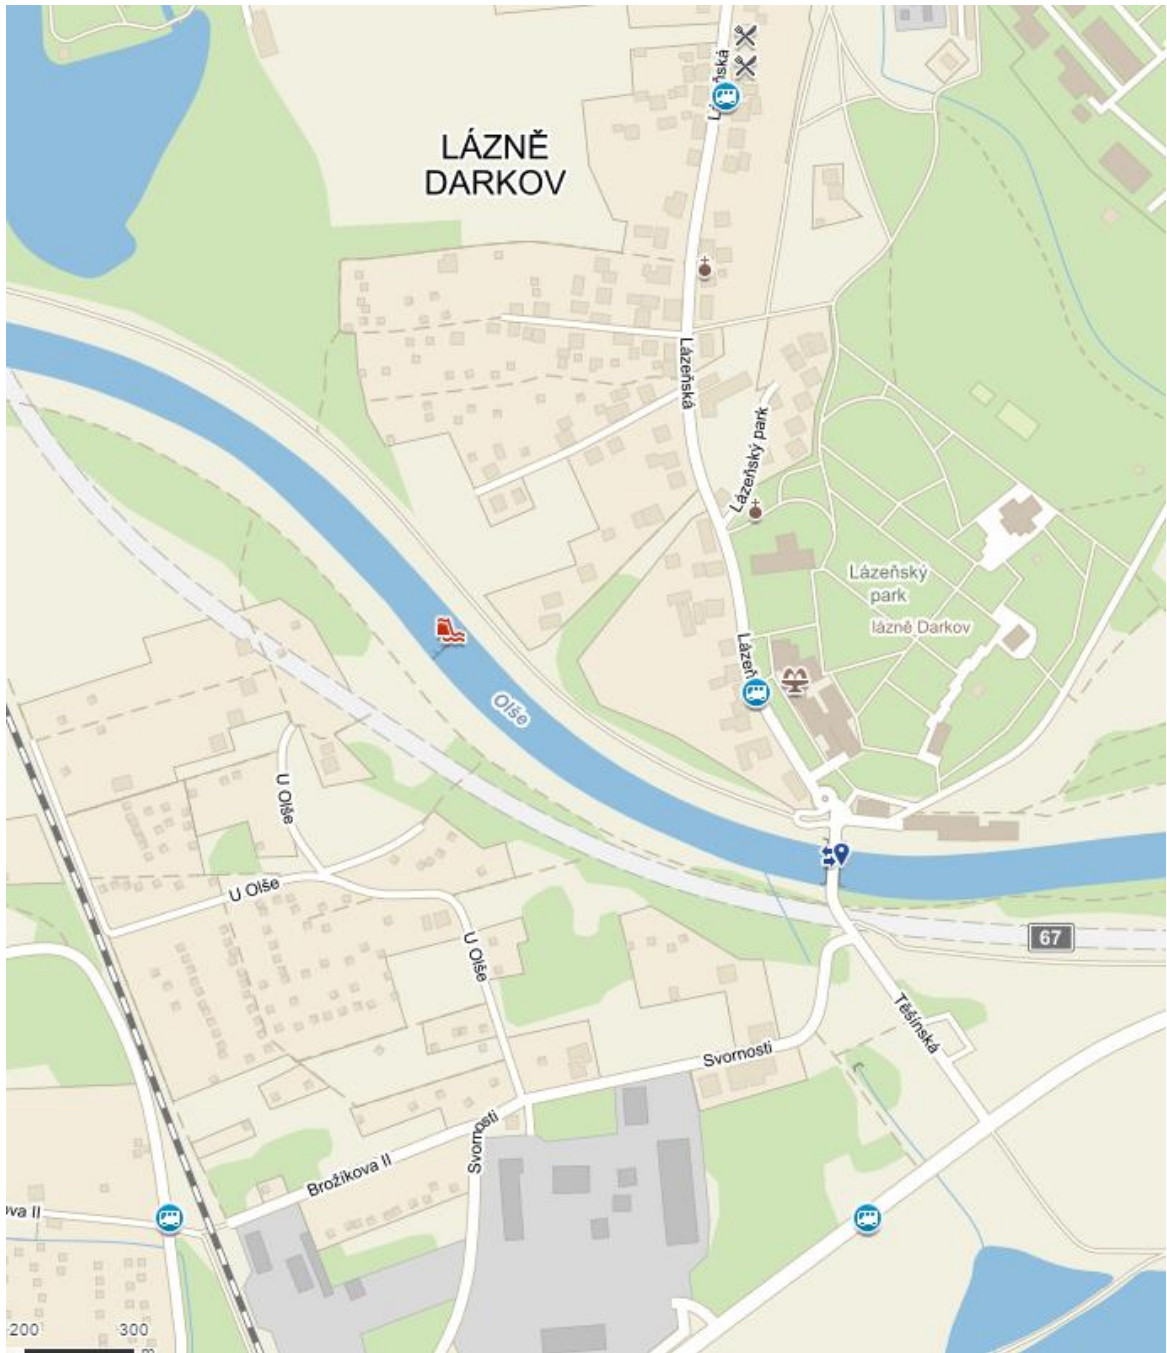 Lázeňská
LÁZNĚ
DARKOV
Lázeňská
Lázeňský park
Lázeňský
park
lázně Darkov
Olše
U Olše
U Olše
67
U Olše
Těšínská
Svornosti
Svornosti
Brožíkova II
200
300
m